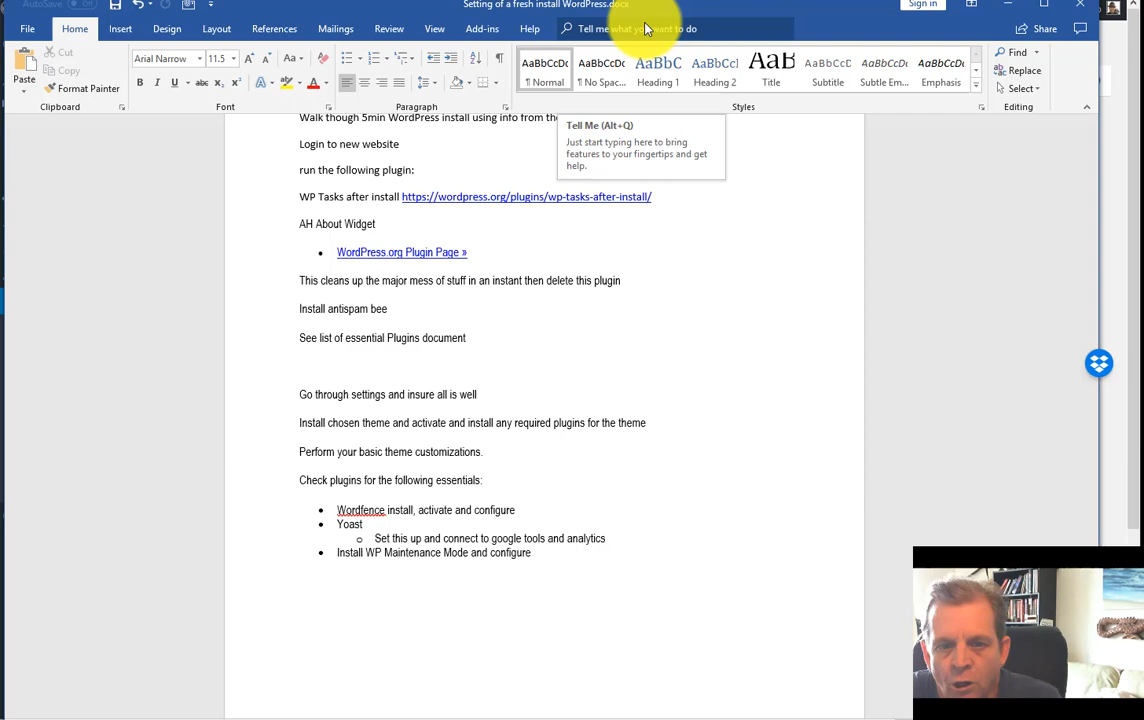 AutoSave Off
Setting of a fresh install WordPress.docx
Sign in
File Home Insert Design Layout References Mailings Review View Add-ins Help Tell me what you want to do Share
Paste
Cut
Copy
Format Painter
Arial Narrow 11.5
Find
Replace
Select
AaBbCcDc AaBbCcDc AaBbC AaBbCcI AaBbCcD AaBbCcD AaBbCcD
¶ Normal ¶ No Spac... Heading 1 Heading 2 Title Subtitle Subtle Em... Emphasis
Clipboard Font Paragraph Styles Editing
Walk though 5min WordPress install using info from the
Tell Me (Alt+Q)
Just start typing here to bring
features to your fingertips and get
help.
Login to new website
run the following plugin:
WP Tasks after install https://wordpress.org/plugins/wp-tasks-after-install/
AH About Widget
• WordPress.org Plugin Page »
This cleans up the major mess of stuff in an instant then delete this plugin
Install antispam bee
See list of essential Plugins document
Go through settings and insure all is well
Install chosen theme and activate and install any required plugins for the theme
Perform your basic theme customizations.
Check plugins for the following essentials:
• Wordfence install, activate and configure
• Yoast
o Set this up and connect to google tools and analytics
• Install WP Maintenance Mode and configure